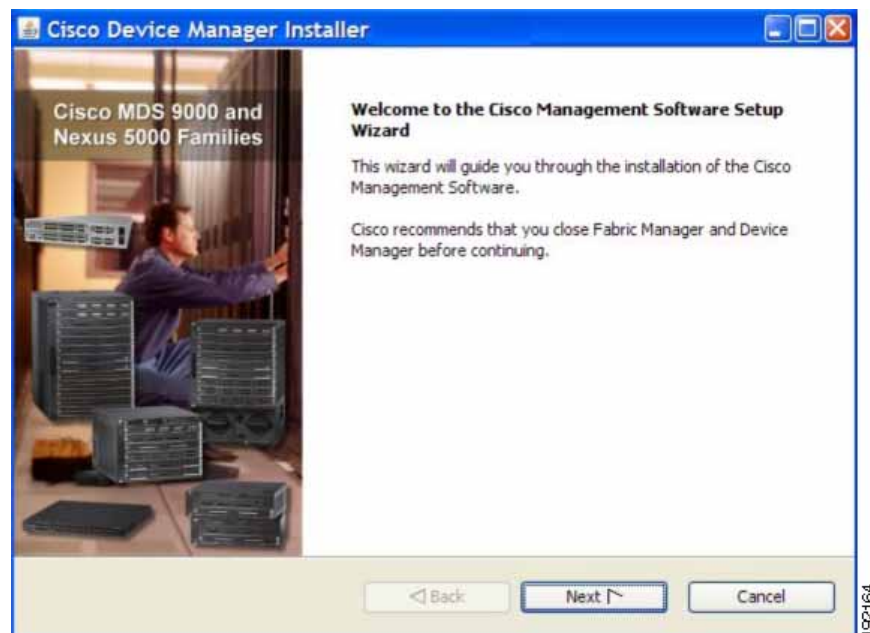 Cisco Device Manager Installer
Cisco MDS 9000 and
Nexus 5000 Families
Welcome to the Cisco Management Software Setup
Wizard
This wizard will guide you through the installation of the Cisco
Management Software.
Cisco recommends that you close Fabric Manager and Device
Manager before continuing.
Back
Next
Cancel
192164